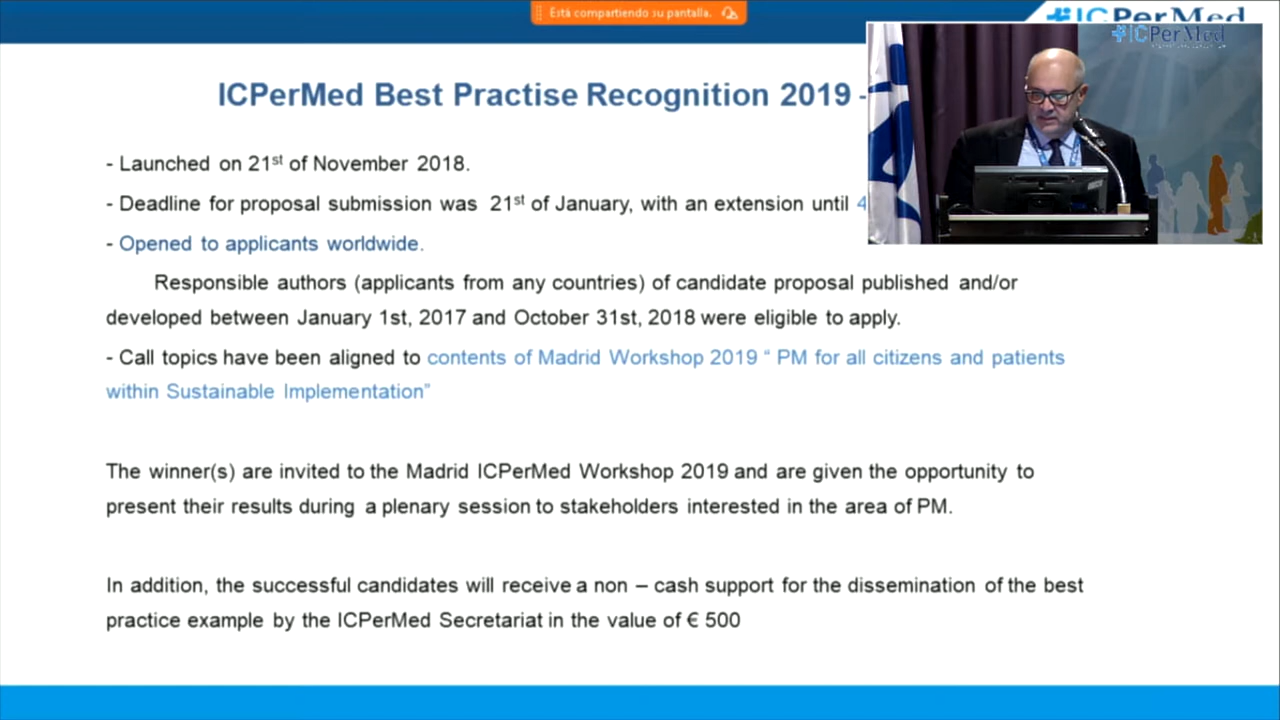 Está compartiendo su pantalla.
ICPerMed
ICPerMed
ICPerMed Best Practise Recognition 2019 -
- Launched on 21st of November 2018.
- Deadline for proposal submission was 21st of January, with an extension until 4
- Opened to applicants worldwide.
Responsible authors (applicants from any countries) of candidate proposal published and/or
developed between January 1st, 2017 and October 31st, 2018 were eligible to apply.
- Call topics have been aligned to contents of Madrid Workshop 2019 “ PM for all citizens and patients
within Sustainable Implementation”
The winner(s) are invited to the Madrid ICPerMed Workshop 2019 and are given the opportunity to
present their results during a plenary session to stakeholders interested in the area of PM.
In addition, the successful candidates will receive a non – cash support for the dissemination of the best
practice example by the ICPerMed Secretariat in the value of € 500